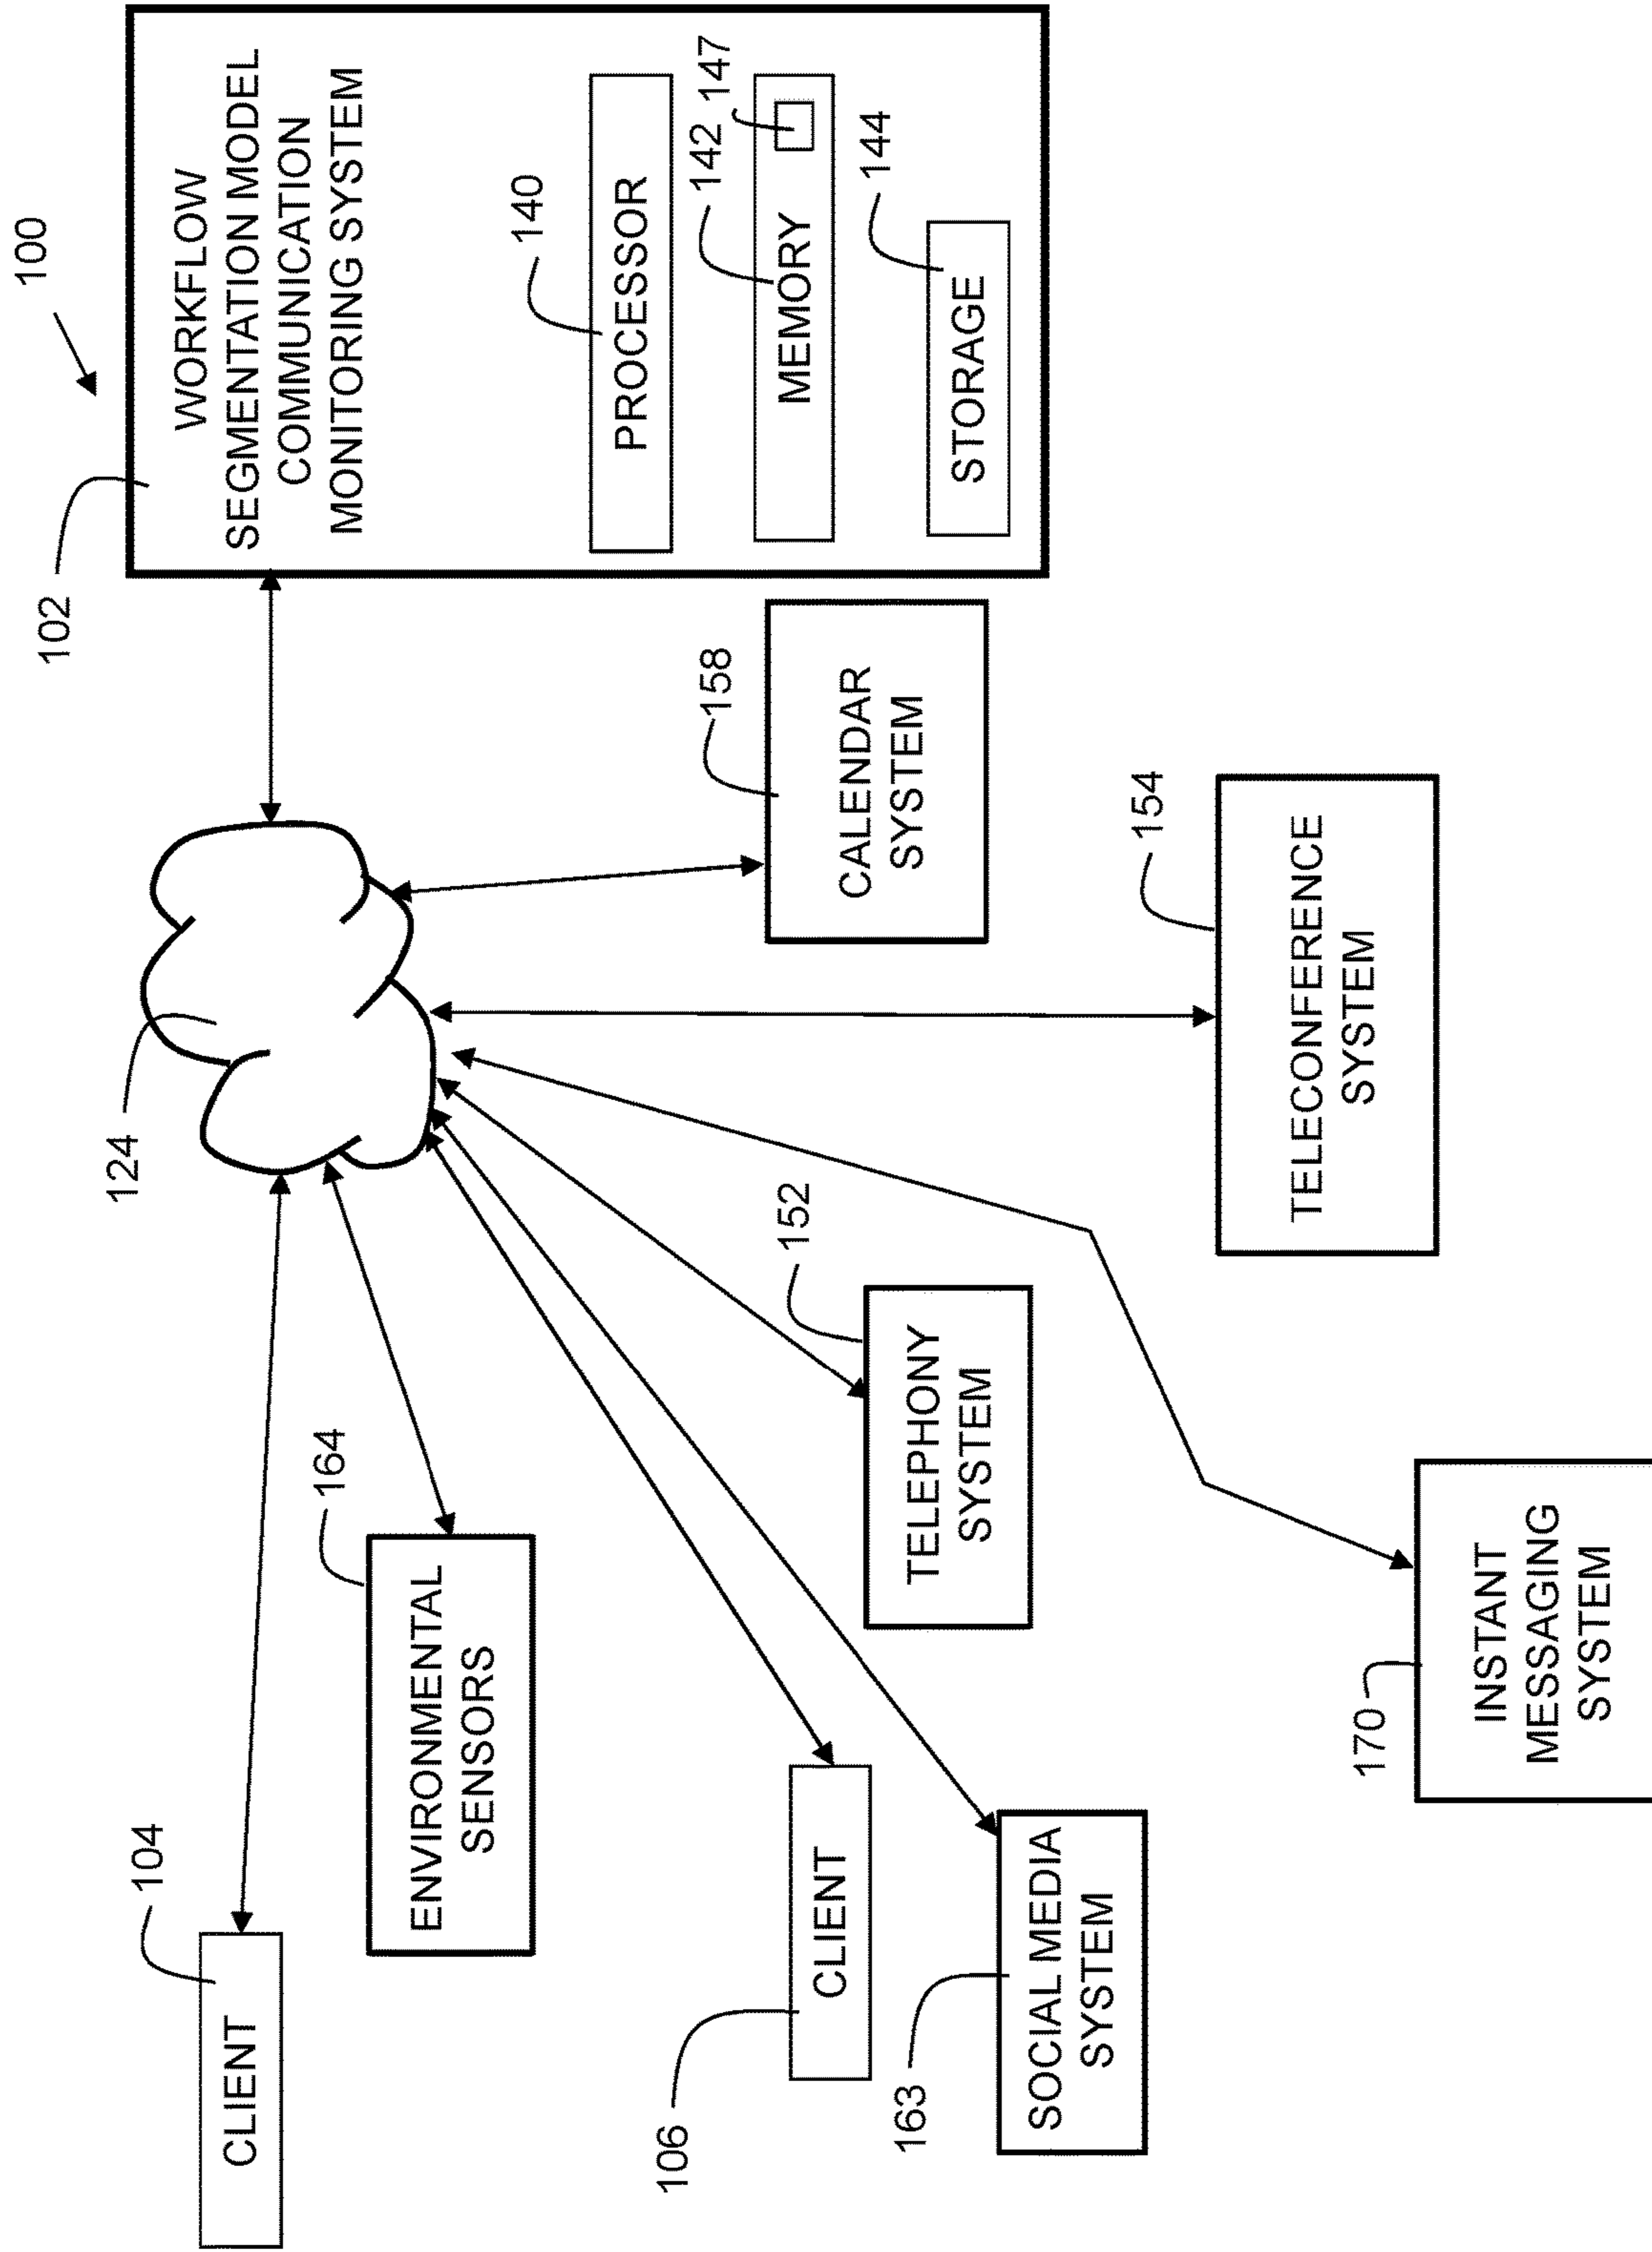 100
102
WORKFLOW
SEGMENTATION MODEL
COMMUNICATION
MONITORING SYSTEM
140
PROCESSOR
142
147
MEMORY
144
STORAGE
124
104
CLIENT
164
ENVIRONMENTAL
SENSORS
106
CLIENT
163
SOCIAL MEDIA
SYSTEM
152
TELEPHONY
SYSTEM
158
CALENDAR
SYSTEM
154
TELECONFERENCE
SYSTEM
170
INSTANT
MESSAGING
SYSTEM